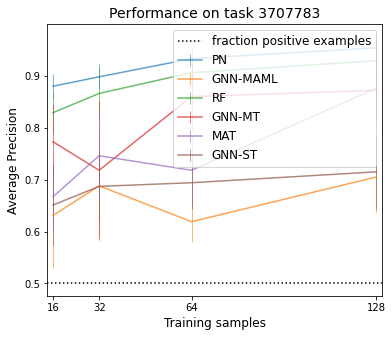 Performance on task 3707783
fraction positive examples
PN
GNN-MAML
RF
GNN-MT
MAT
GNN-ST
Average Precision
0.9
0.8
0.7
0.6
0.5
16
32
64
128
Training samples